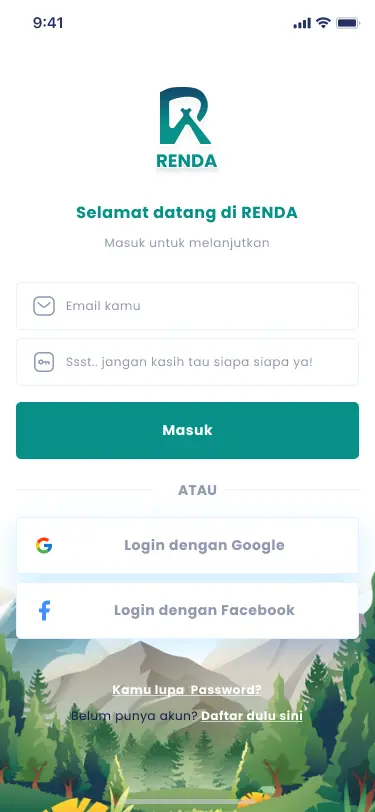 9:41
RENDA
Selamat datang di RENDA
Masuk untuk melanjutkan
Email kamu
Ssst.. jangan kasih tau siapa siapa ya!
Masuk
ATAU
Login dengan Google
Login dengan Facebook
Kamu lupa Password?
Belum punya akun? Daftar dulu sini